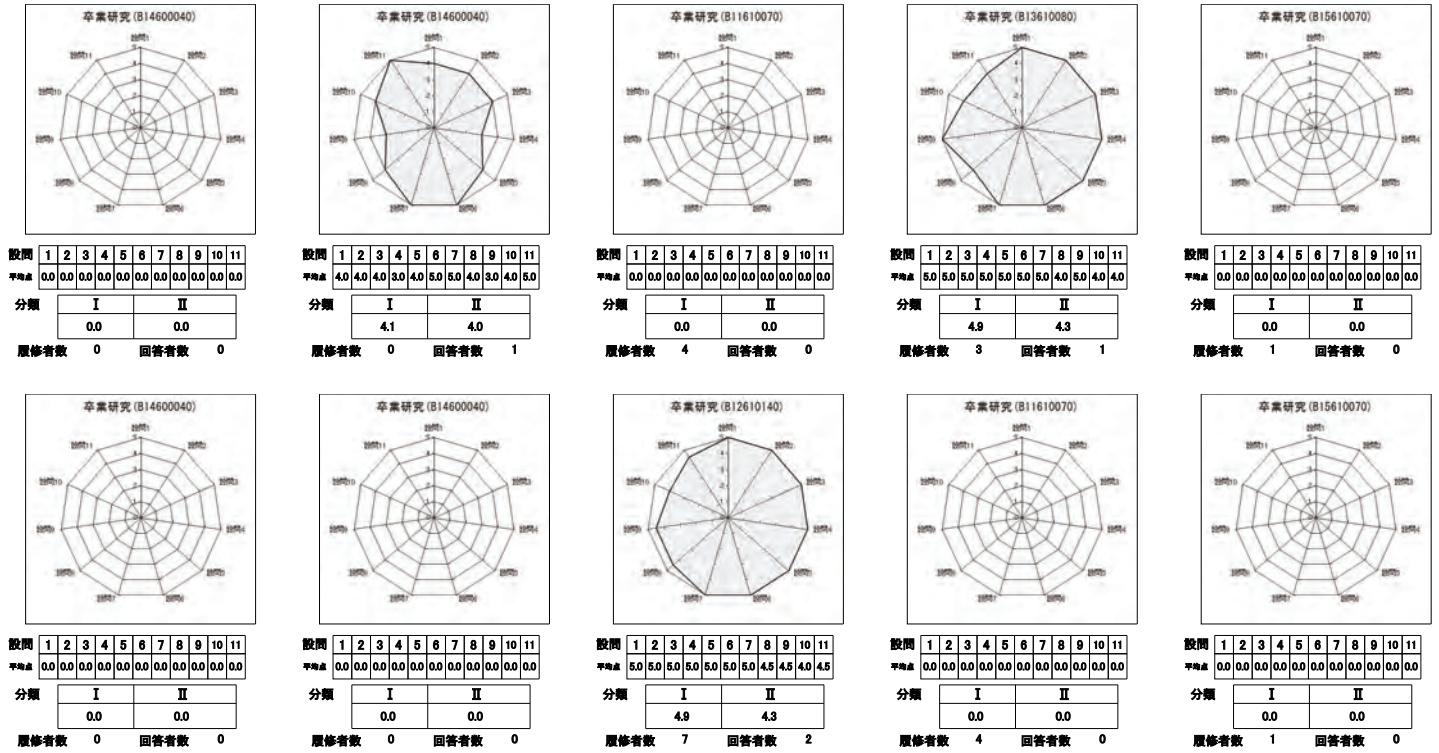 卒業研究(B14600040)
設問 1 2 3 4 5 6 7 8 9 10 11
平均点 0.0 0.0 0.0 0.0 0.0 0.0 0.0 0.0 0.0 0.0 0.0
分類 I II
0.0 0.0
履修者数 0 回答者数 0
卒業研究(B14600040)
設問 1 2 3 4 5 6 7 8 9 10 11
平均点 4.0 4.0 4.0 3.0 4.0 5.0 5.0 4.0 3.0 4.0 5.0
分類 I II
4.1 4.0
履修者数 0 回答者数 1
卒業研究(B11610070)
設問 1 2 3 4 5 6 7 8 9 10 11
平均点 0.0 0.0 0.0 0.0 0.0 0.0 0.0 0.0 0.0 0.0 0.0
分類 I II
0.0 0.0
履修者数 4 回答者数 0
卒業研究(B13610080)
設問 1 2 3 4 5 6 7 8 9 10 11
平均点 5.0 5.0 5.0 5.0 5.0 5.0 5.0 4.0 5.0 4.0 4.0
分類 I II
4.9 4.3
履修者数 3 回答者数 1
卒業研究(B15610070)
設問 1 2 3 4 5 6 7 8 9 10 11
平均点 0.0 0.0 0.0 0.0 0.0 0.0 0.0 0.0 0.0 0.0 0.0
分類 I II
0.0 0.0
履修者数 1 回答者数 0
卒業研究(B14600040)
設問 1 2 3 4 5 6 7 8 9 10 11
平均点 0.0 0.0 0.0 0.0 0.0 0.0 0.0 0.0 0.0 0.0 0.0
分類 I II
0.0 0.0
履修者数 0 回答者数 0
卒業研究(B14600040)
設問 1 2 3 4 5 6 7 8 9 10 11
平均点 0.0 0.0 0.0 0.0 0.0 0.0 0.0 0.0 0.0 0.0 0.0
分類 I II
0.0 0.0
履修者数 0 回答者数 0
卒業研究(B12610140)
設問 1 2 3 4 5 6 7 8 9 10 11
平均点 5.0 5.0 5.0 5.0 5.0 5.0 5.0 4.5 4.5 4.0 4.5
分類 I II
4.9 4.3
履修者数 7 回答者数 2
卒業研究(B11610070)
設問 1 2 3 4 5 6 7 8 9 10 11
平均点 0.0 0.0 0.0 0.0 0.0 0.0 0.0 0.0 0.0 0.0 0.0
分類 I II
0.0 0.0
履修者数 4 回答者数 0
卒業研究(B15610070)
設問 1 2 3 4 5 6 7 8 9 10 11
平均点 0.0 0.0 0.0 0.0 0.0 0.0 0.0 0.0 0.0 0.0 0.0
分類 I II
0.0 0.0
履修者数 1 回答者数 0